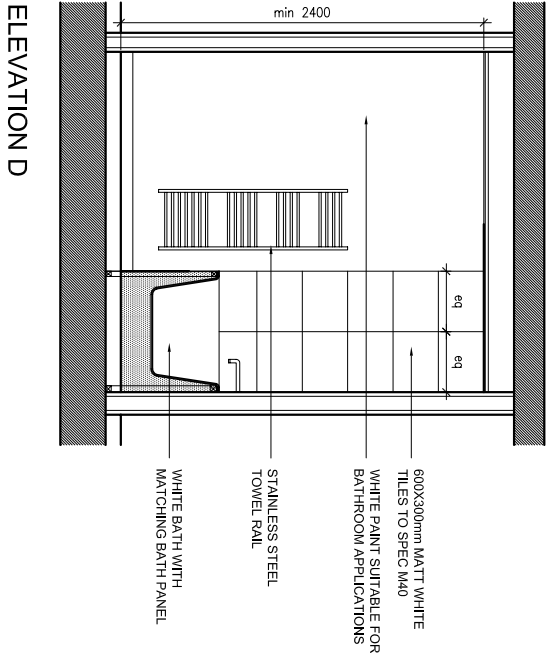 ELEVATION D
min 2400
eq
eq
600X300mm MATT WHITE
TILES TO SPEC M40
WHITE PAINT SUITABLE FOR
BATHROOM APPLICATIONS
STAINLESS STEEL
TOWEL RAIL
WHITE BATH WITH
MATCHING BATH PANEL